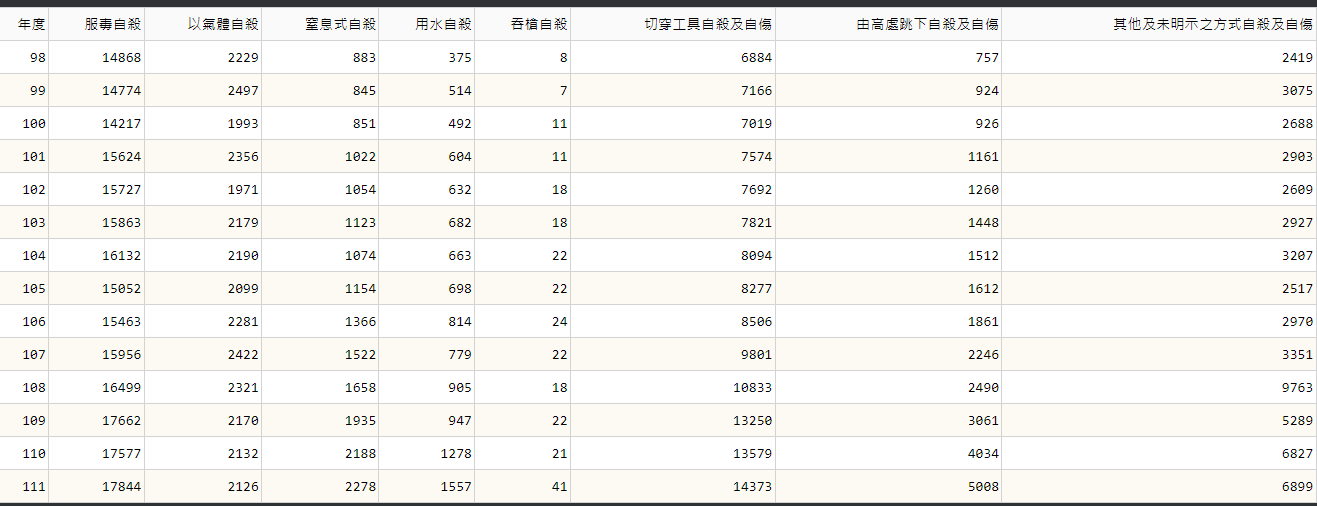 年度 服毒自殺 以氣體自殺 窒息式自殺 用水自殺 吞槍自殺 切穿工具自殺及自傷 由高處跳下自殺及自傷 其他及未明示之方式自殺及自傷
98 14868 2229 883 375 8 6884 757 2419
99 14774 2497 845 514 7 7166 924 3075
100 14217 1993 851 492 11 7019 926 2688
101 15624 2356 1022 604 11 7574 1161 2903
102 15727 1971 1054 632 18 7692 1260 2609
103 15863 2179 1123 682 18 7821 1448 2927
104 16132 2190 1074 663 22 8094 1512 3207
105 15052 2099 1154 698 22 8277 1612 2517
106 15463 2281 1366 814 24 8506 1861 2970
107 15956 2422 1522 779 22 9801 2246 3351
108 16499 2321 1658 905 18 10833 2490 9763
109 17662 2170 1935 947 22 13250 3061 5289
110 17577 2132 2188 1278 21 13579 4034 6827
111 17844 2126 2278 1557 41 14373 5008 6899